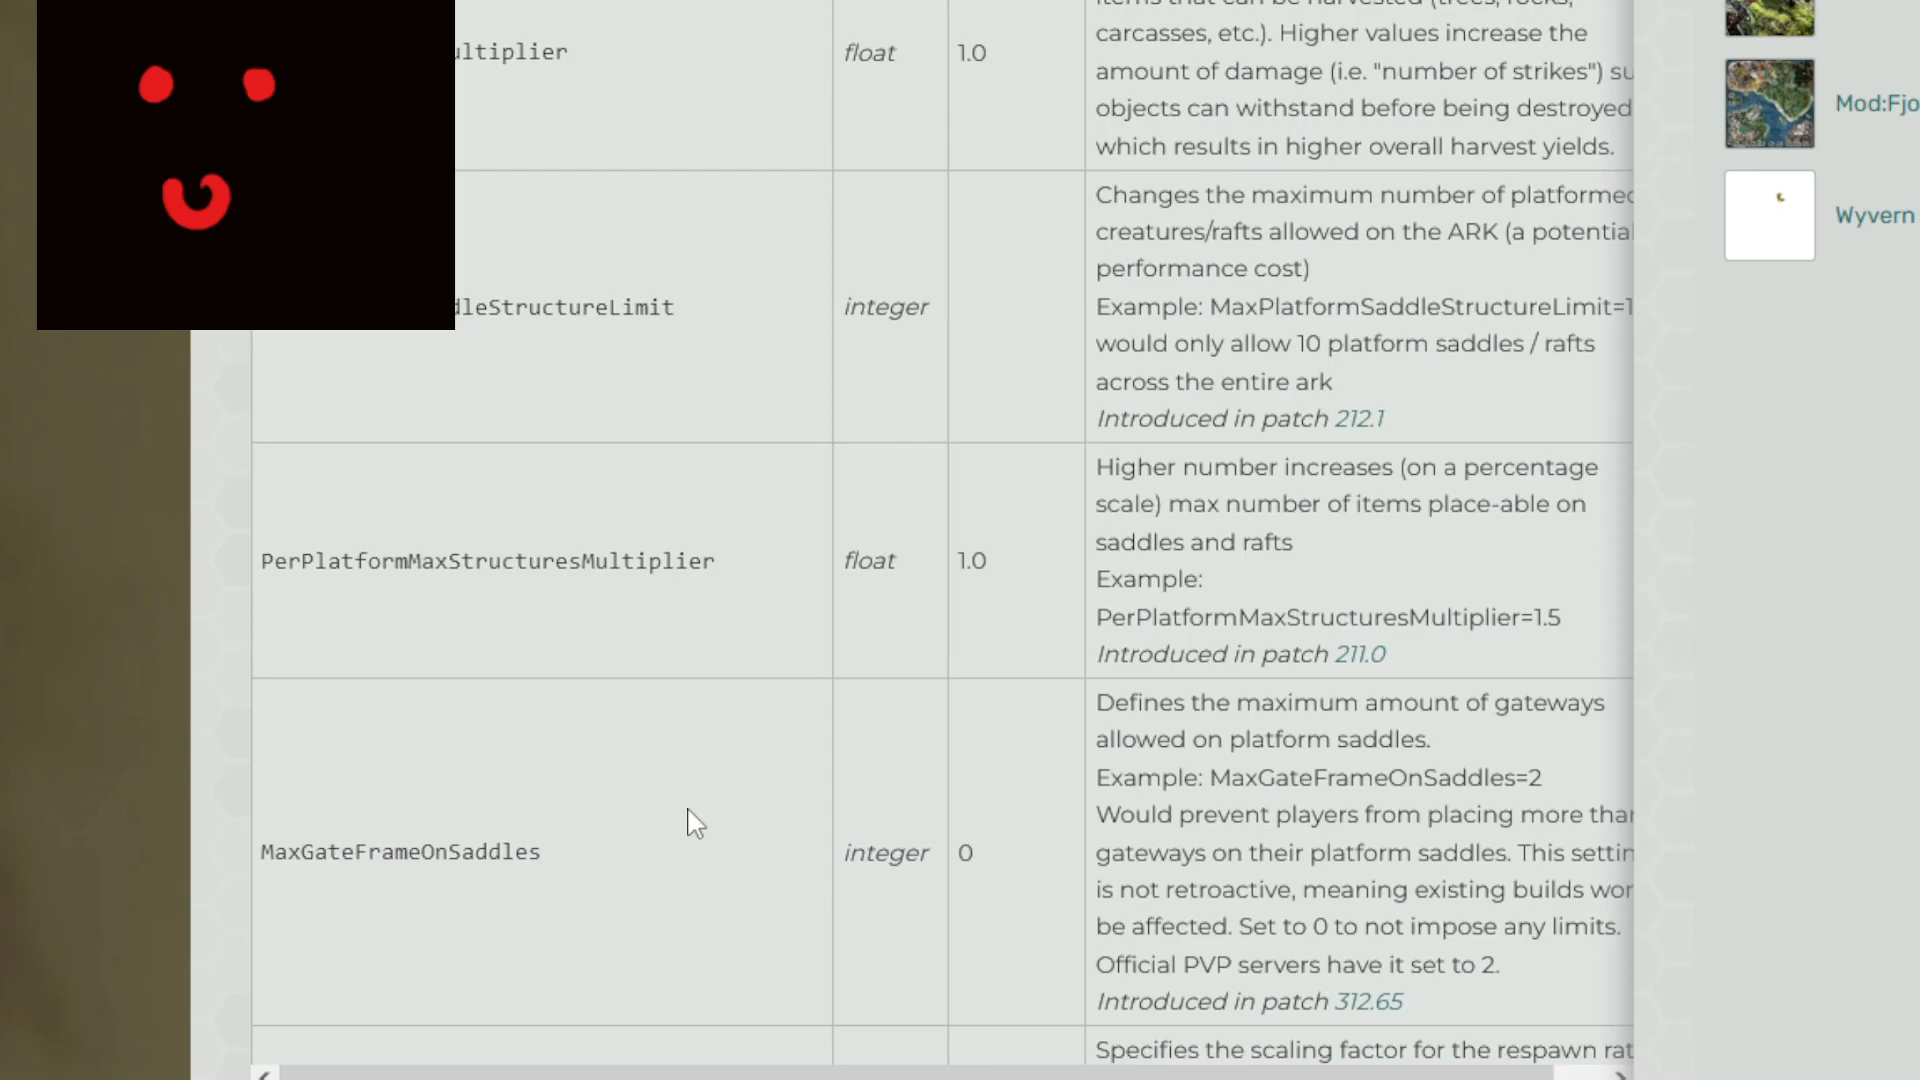 carcasses, etc.). Higher values increase the
ultiplier float 1.0
amount of damage (i.e. "number of strikes") su
objects can withstand before being destroyed
which results in higher overall harvest yields.
Changes the maximum number of platformed
creatures/rafts allowed on the ARK (a potential
performance cost)
dleStructureLimit integer
Example: MaxPlatformSaddleStructureLimit=1
would only allow 10 platform saddles / rafts
across the entire ark
Introduced in patch 212.1
Higher number increases (on a percentage
scale) max number of items place-able on
saddles and rafts
PerPlatformMaxStructuresMultiplier float 1.0
Example:
PerPlatformMaxStructuresMultiplier=1.5
Introduced in patch 211.0
Defines the maximum amount of gateways
allowed on platform saddles.
Example: MaxGateFrameOnSaddles=2
Would prevent players from placing more than
MaxGateFrameOnSaddles integer 0
gateways on their platform saddles. This settin
is not retroactive, meaning existing builds won
be affected. Set to 0 to not impose any limits.
Official PVP servers have it set to 2.
Introduced in patch 312.65
Specifies the scaling factor for the respawn rat
Mod:Fjo
Wyvern